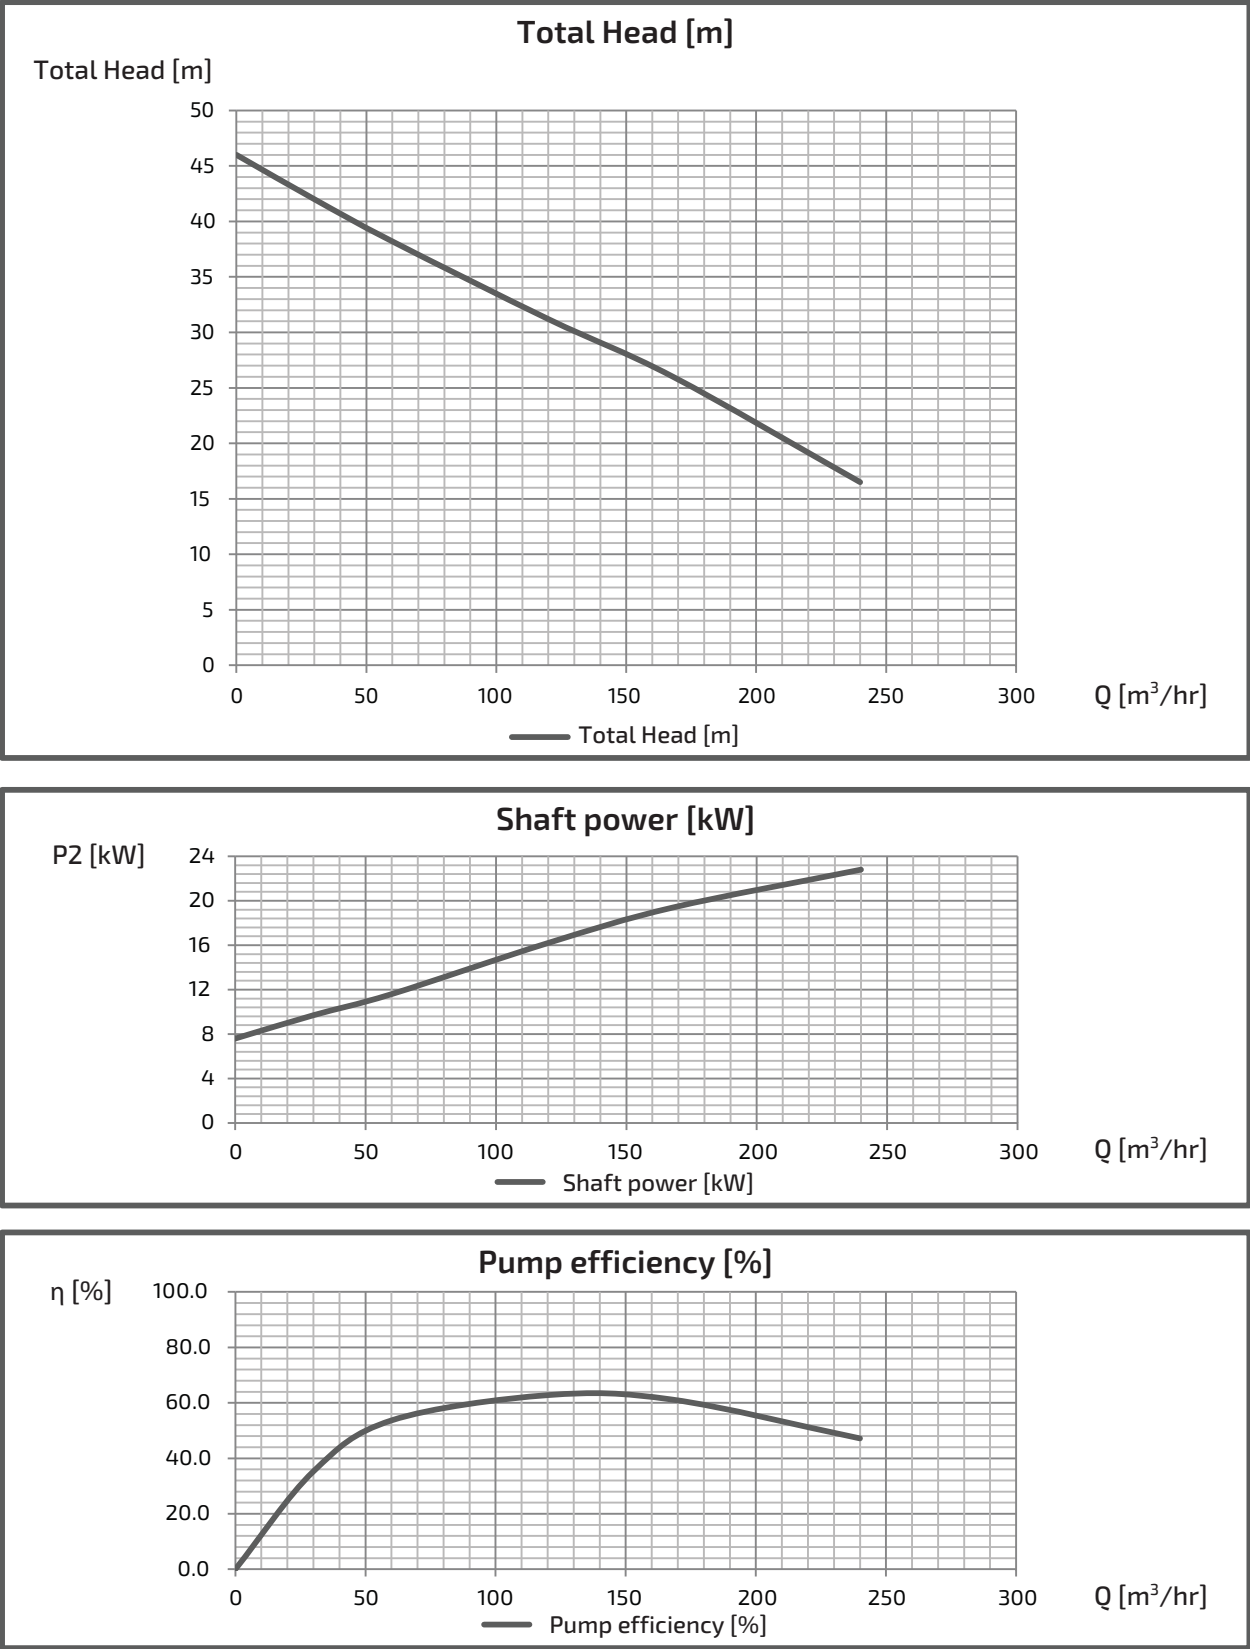 Total Head [m]
Total Head [m]
50
45
40
35
30
25
20
15
10
5
0
0 50 100 150 200 250 300 Q [m³/hr]
Total Head [m]
Shaft power [kW]
P2 [kW] 24
20
16
12
8
4
0
0 50 100 150 200 250 300 Q [m³/hr]
Shaft power [kW]
Pump efficiency [%]
η [%] 100.0
80.0
60.0
40.0
20.0
0.0
0 50 100 150 200 250 300 Q [m³/hr]
Pump efficiency [%]